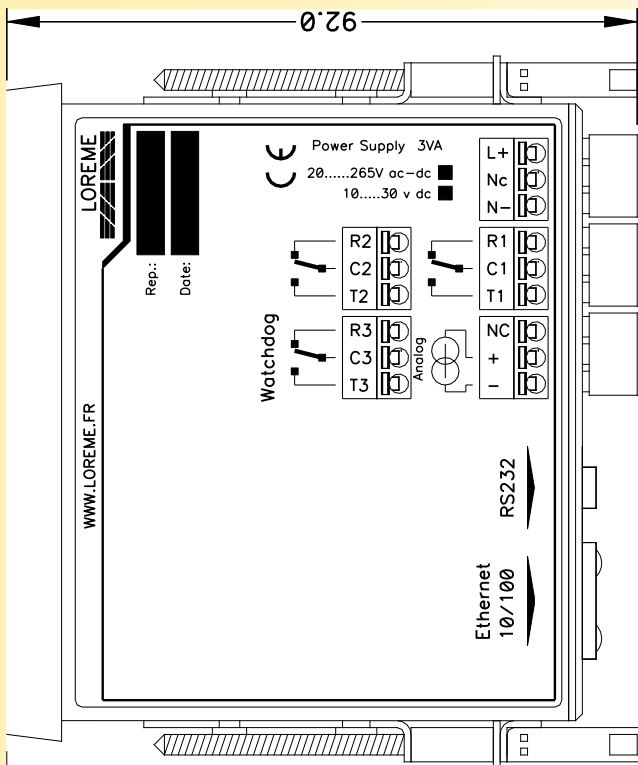 92.0
LOREME
Rep.:
Date:
WWW.LOREME.FR
CE Power Supply 3VA
20......265V ac-dc
10.....30 v dc
L+
Nc
N-
R2
C2
T2
R1
C1
T1
Watchdog
R3
C3
T3
Analog
NC
+
-
RS232
Ethernet
10/100